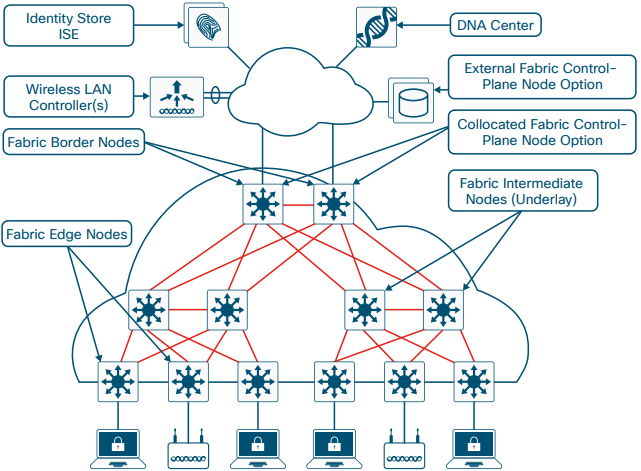 Identity Store
ISE
DNA Center
Wireless LAN
Controller(s)
External Fabric Control-
Plane Node Option
Fabric Border Nodes
Collocated Fabric Control-
Plane Node Option
Fabric Intermediate
Nodes (Underlay)
Fabric Edge Nodes